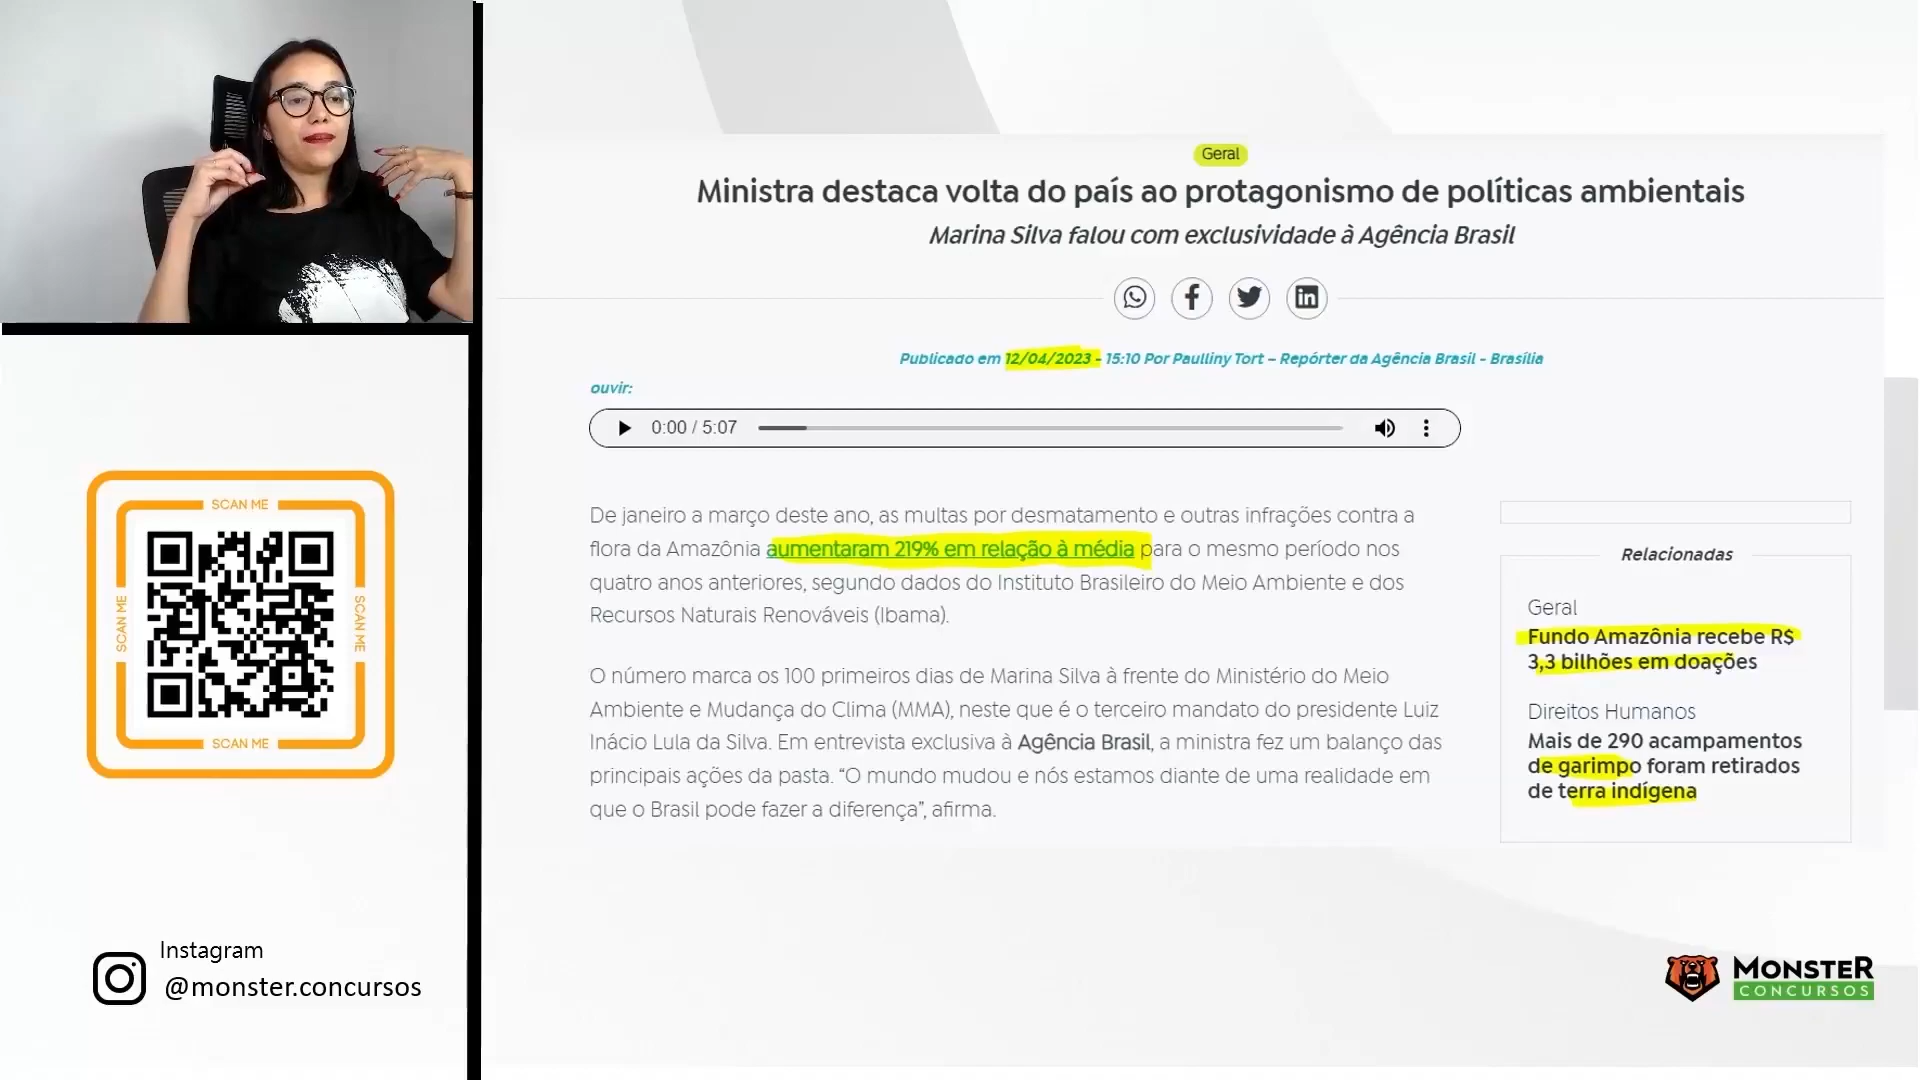 Geral
Ministra destaca volta do país ao protagonismo de políticas ambientais
Marina Silva falou com exclusividade à Agência Brasil
Publicado em 12/04/2023 - 15:10 Por Paulliny Tort – Repórter da Agência Brasil - Brasília
ouvir:
0:00 / 5:07
De janeiro a março deste ano, as multas por desmatamento e outras infrações contra a
flora da Amazônia aumentaram 219% em relação à média para o mesmo período nos
quatro anos anteriores, segundo dados do Instituto Brasileiro do Meio Ambiente e dos
Recursos Naturais Renováveis (Ibama).
O número marca os 100 primeiros dias de Marina Silva à frente do Ministério do Meio
Ambiente e Mudança do Clima (MMA), neste que é o terceiro mandato do presidente Luiz
Inácio Lula da Silva. Em entrevista exclusiva à Agência Brasil, a ministra fez um balanço das
principais ações da pasta. “O mundo mudou e nós estamos diante de uma realidade em
que o Brasil pode fazer a diferença”, afirma.
Relacionadas
Geral
Fundo Amazônia recebe R$
3,3 bilhões em doações
Direitos Humanos
Mais de 290 acampamentos
de garimpo foram retirados
de terra indígena
SCAN ME
SCAN ME
SCAN ME
SCAN ME
Instagram
@monster.concursos
MONSTER
CONCURSOS